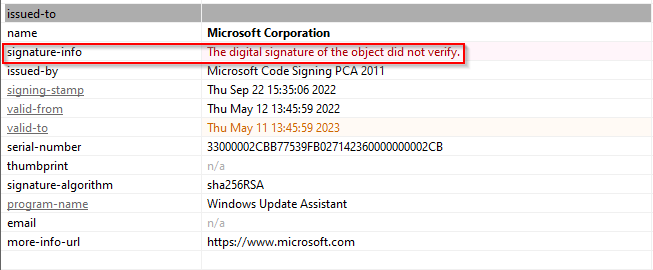 issued-to
name Microsoft Corporation
signature-info The digital signature of the object did not verify.
issued-by Microsoft Code Signing PCA 2011
signing-stamp Thu Sep 22 15:35:06 2022
valid-from Thu May 12 13:45:59 2022
valid-to Thu May 11 13:45:59 2023
serial-number 33000002CBB77539FB027142360000000002CB
thumbprint n/a
signature-algorithm sha256RSA
program-name Windows Update Assistant
email n/a
more-info-url https://www.microsoft.com